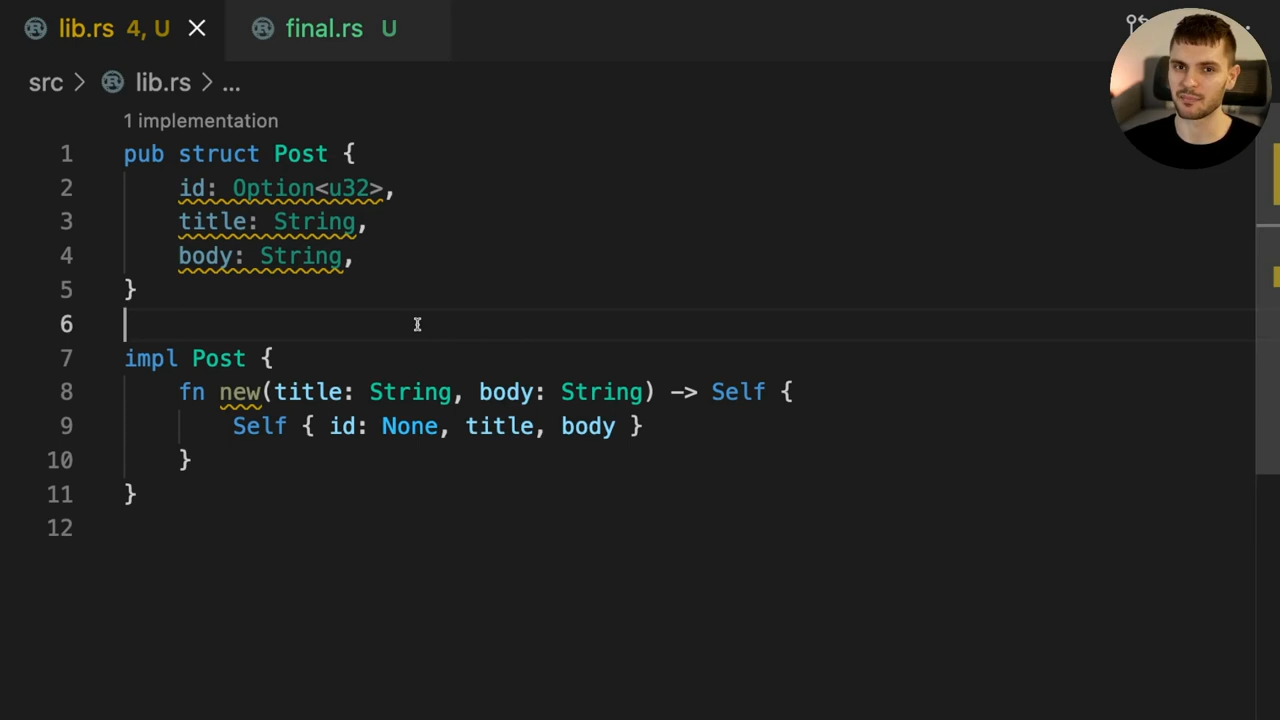 lib.rs 4, U final.rs U
src > lib.rs > ...
1 implementation
1 pub struct Post {
2 id: Option<u32>,
3 title: String,
4 body: String,
5 }
6
7 impl Post {
8 fn new(title: String, body: String) -> Self {
9 Self { id: None, title, body }
10 }
11 }
12